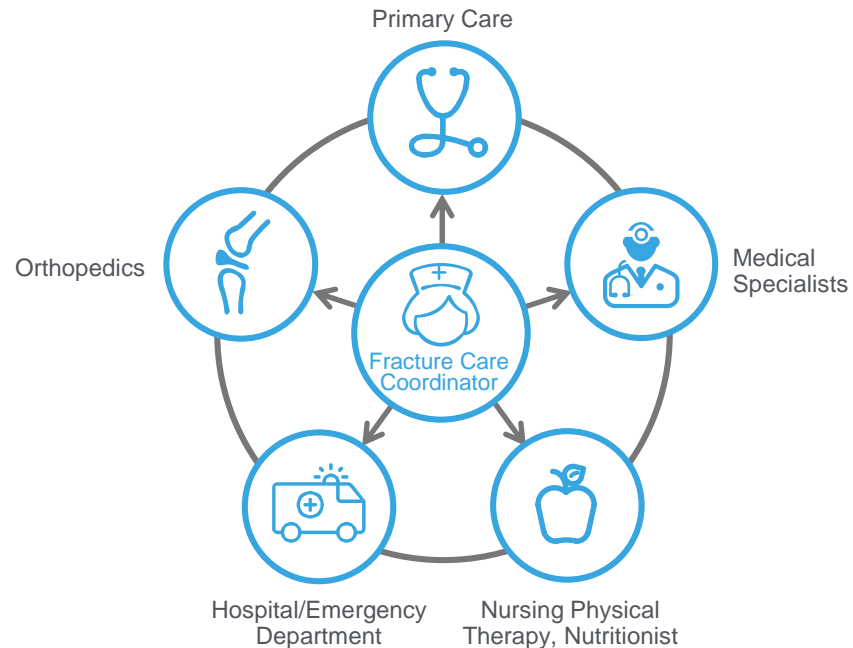 Primary Care
Orthopedics
Medical
Specialists
Fracture Care
Coordinator
Hospital/Emergency
Department
Nursing Physical
Therapy, Nutritionist